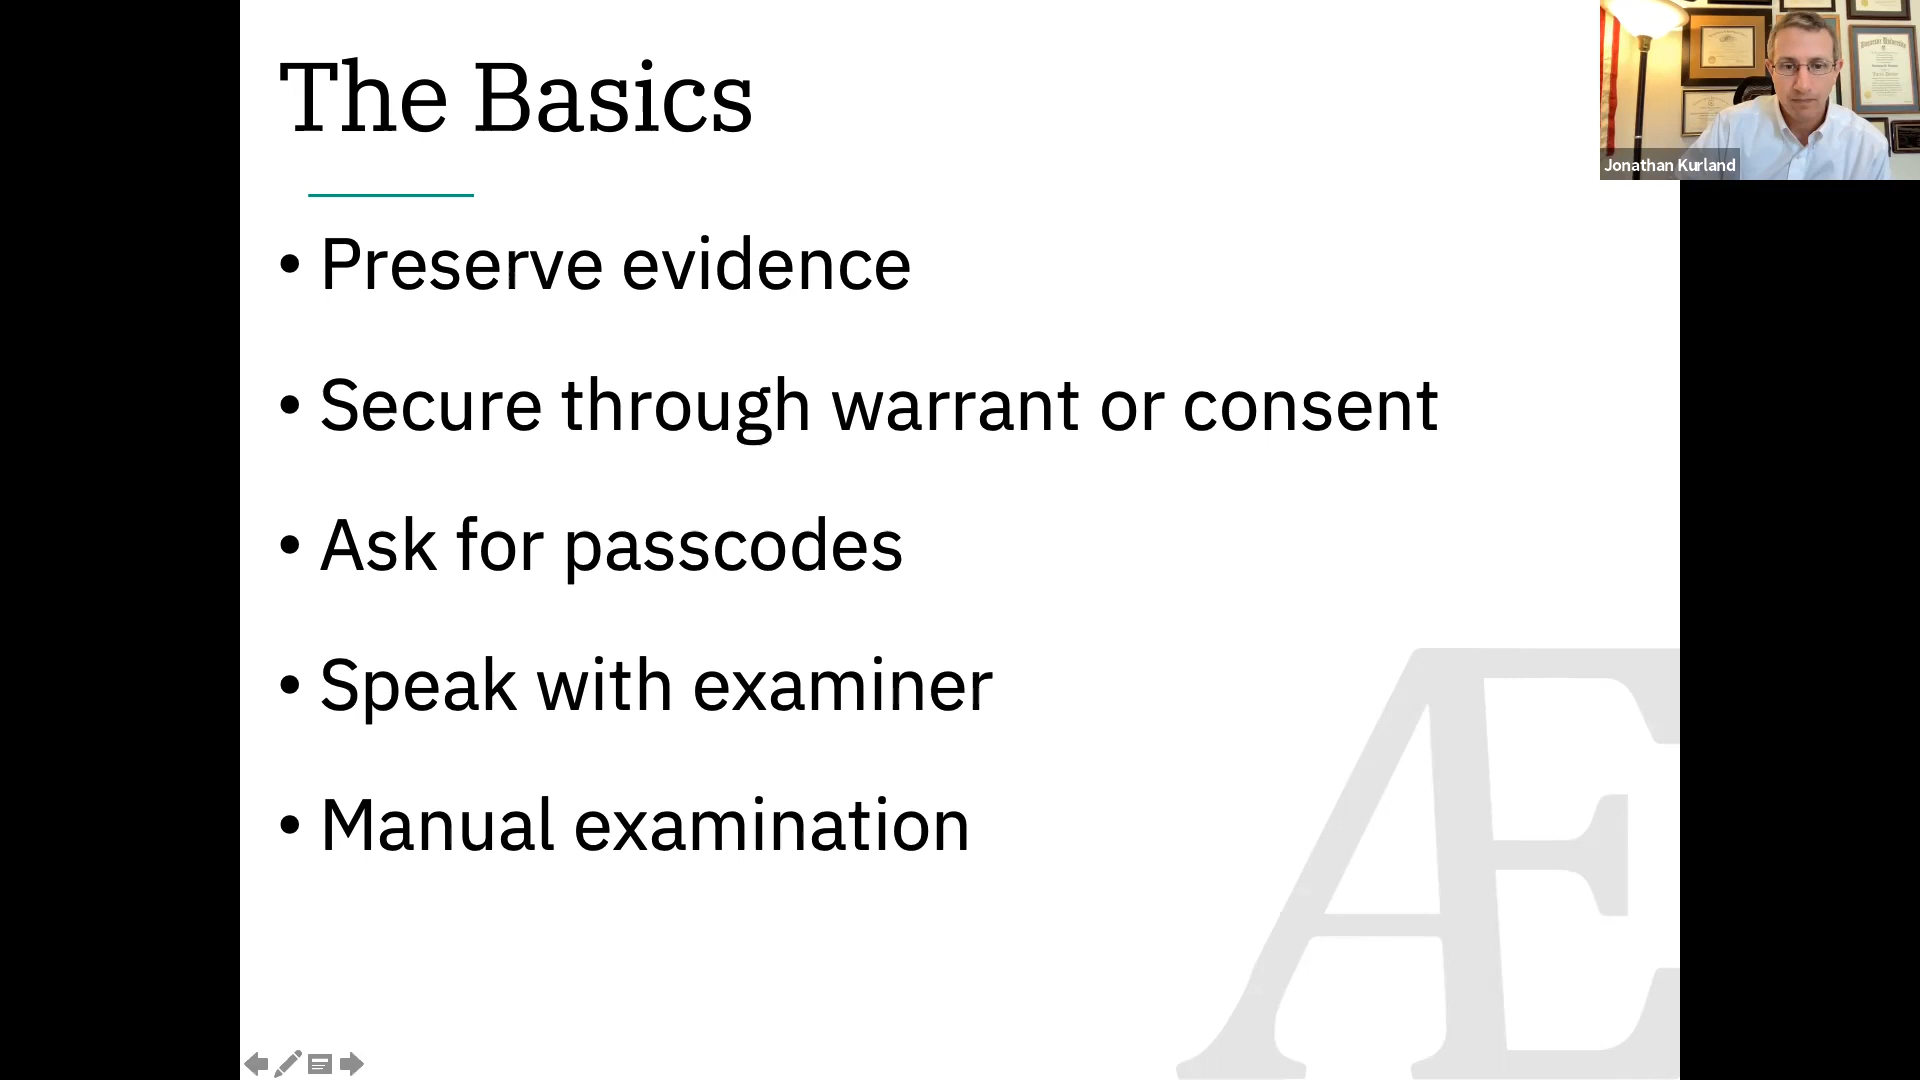 The Basics
• Preserve evidence
• Secure through warrant or consent
• Ask for passcodes
• Speak with examiner
• Manual examination
Æ
Jonathan Kurland